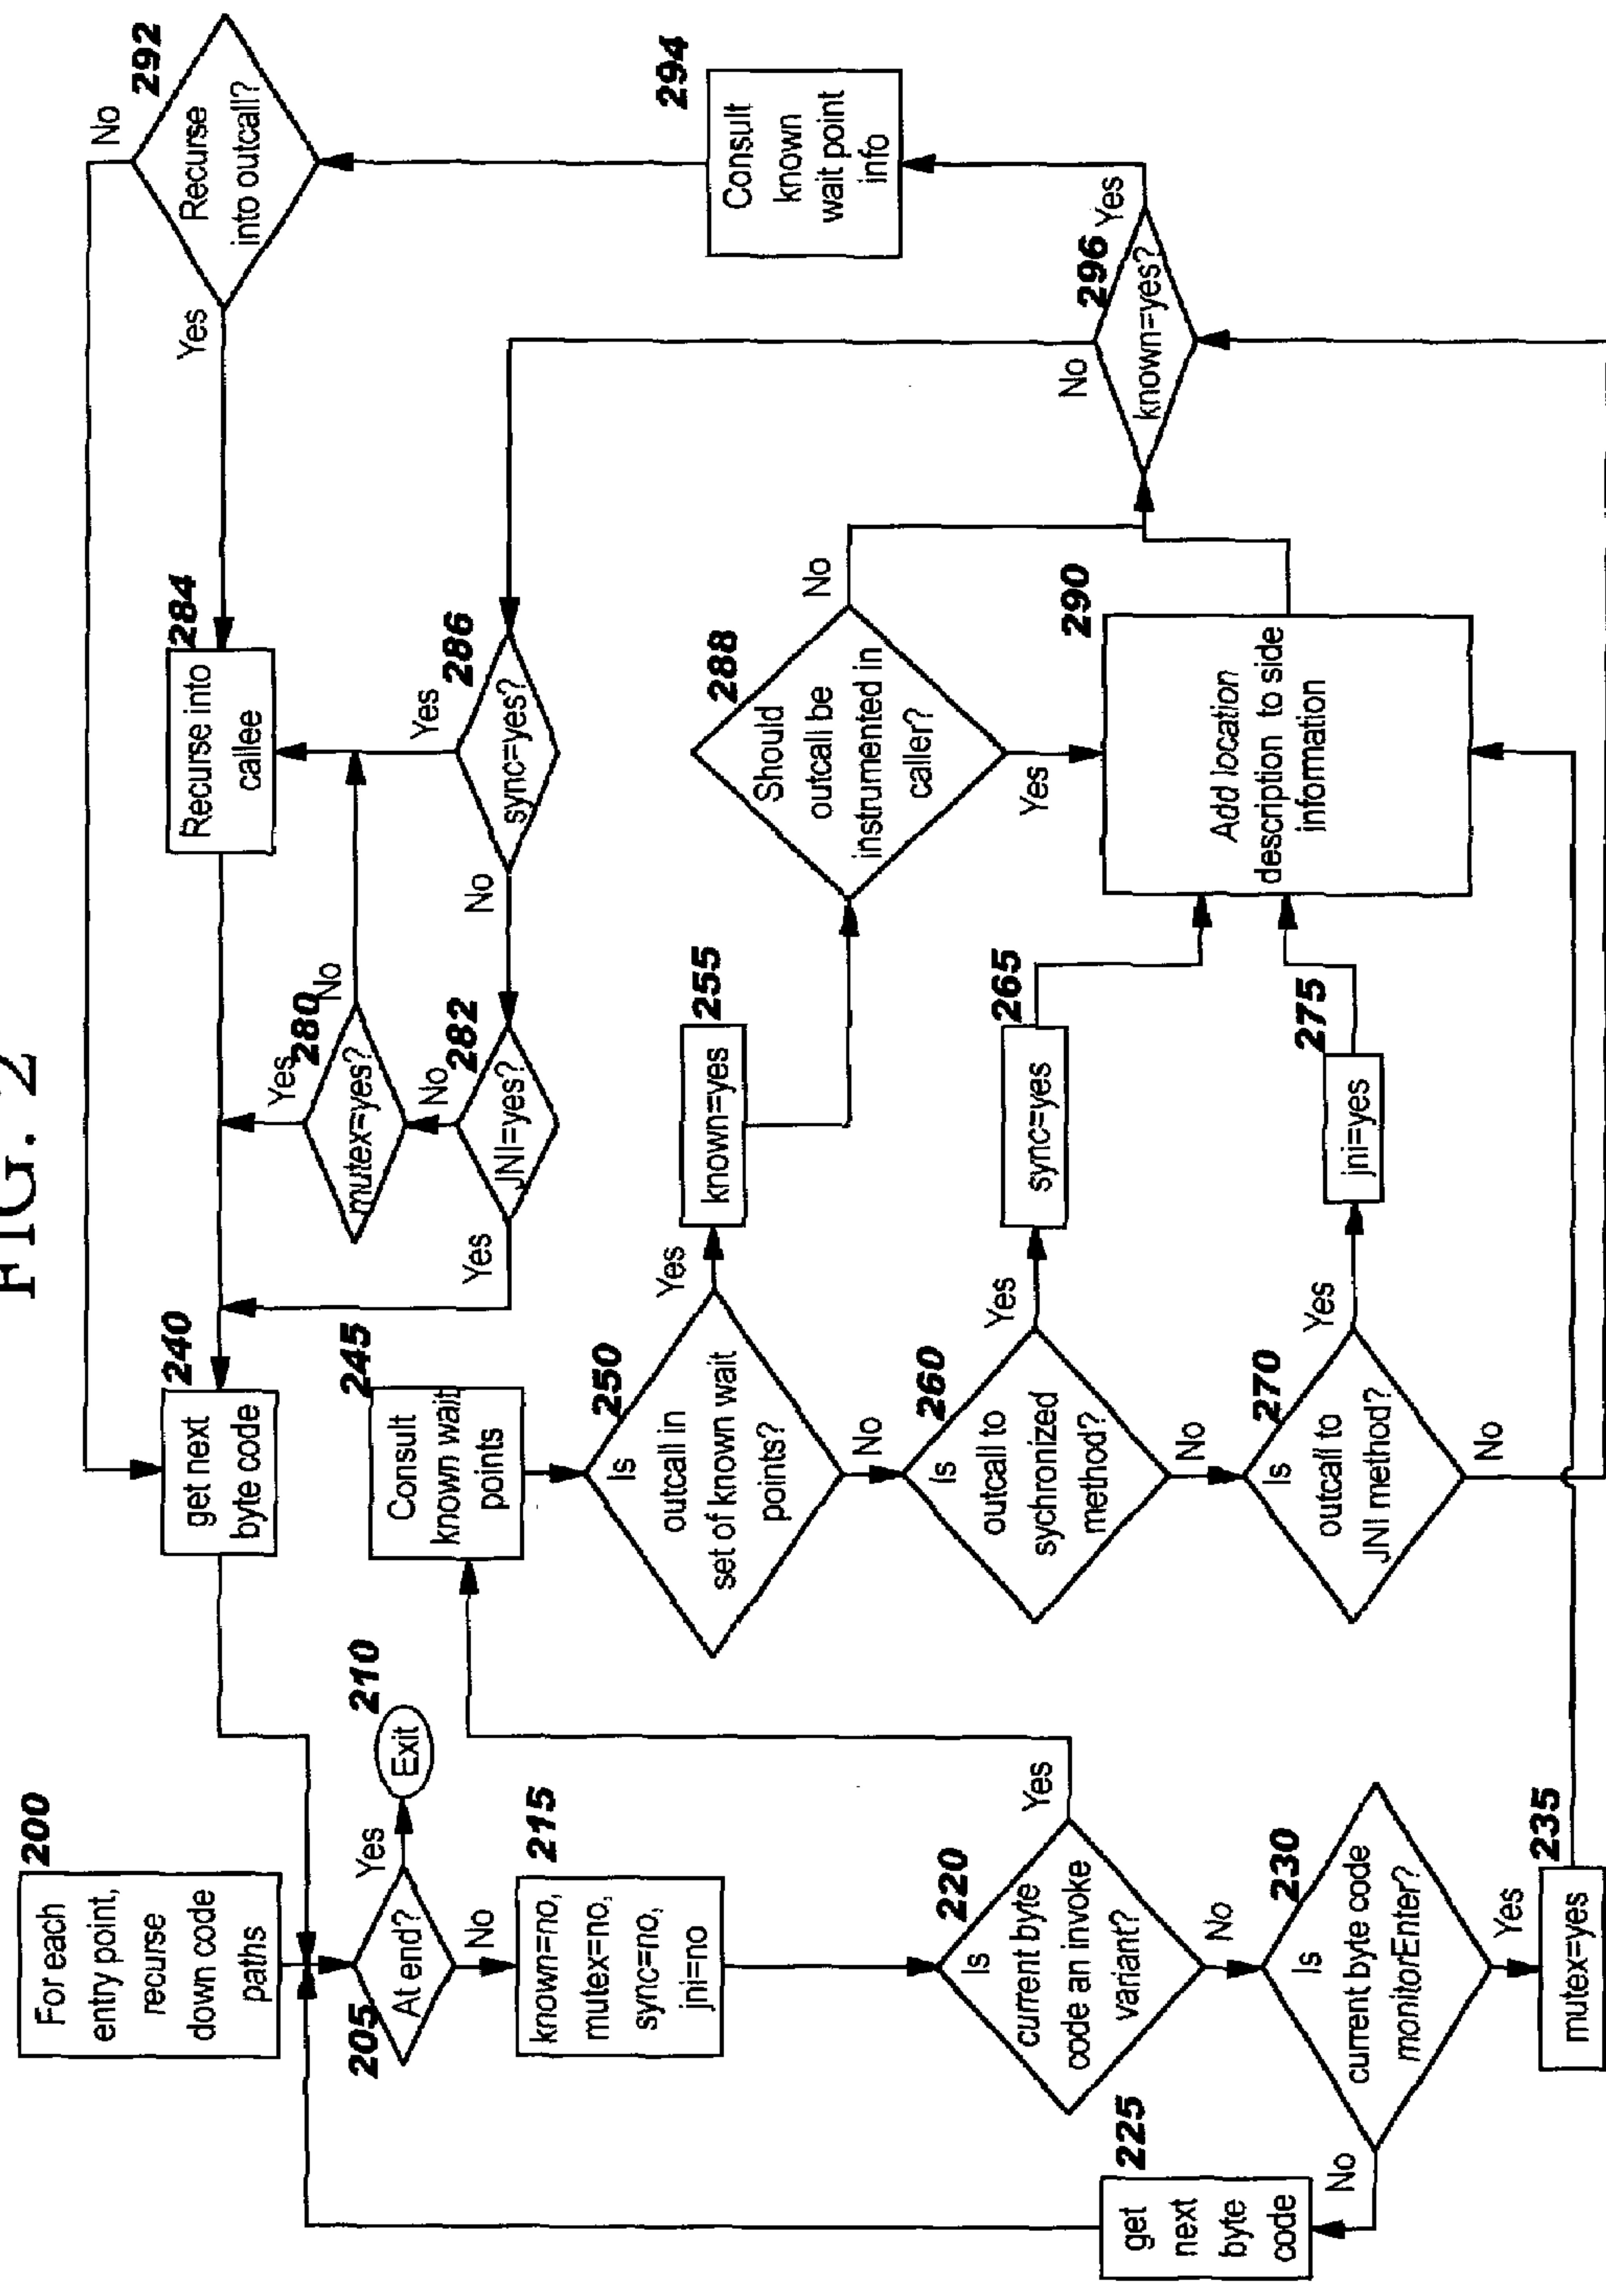 FIG. 2
200
For each
entry point,
recurse
down code
paths
205
At end?
Yes
210
Exit
No
215
known=no,
mutex=no,
sync=no,
jni=no
220
Is
current byte
code an invoke
variant?
Yes
No
230
Is
current byte code
monitorEnter?
No
Yes
225
get
next
byte
code
235
mutex=yes
240
get next
byte code
245
Consult
known wait
points
250
Is
outcall in
set of known wait
points?
Yes
No
255
known=yes
260
Is
outcall to
sychronized
method?
Yes
No
265
sync=yes
270
Is
outcall to
JNI method?
Yes
No
275
jni=yes
280
mutex=yes?
Yes
No
282
JNI=yes?
Yes
No
284
Recurse into
callee
286
sync=yes?
Yes
No
288
Should
outcall be
instrumented in
caller?
No
Yes
290
Add location
description to side
information
292
Recurse
into outcall?
No
Yes
294
Consult
known
wait point
info
296
known=yes?
Yes
No